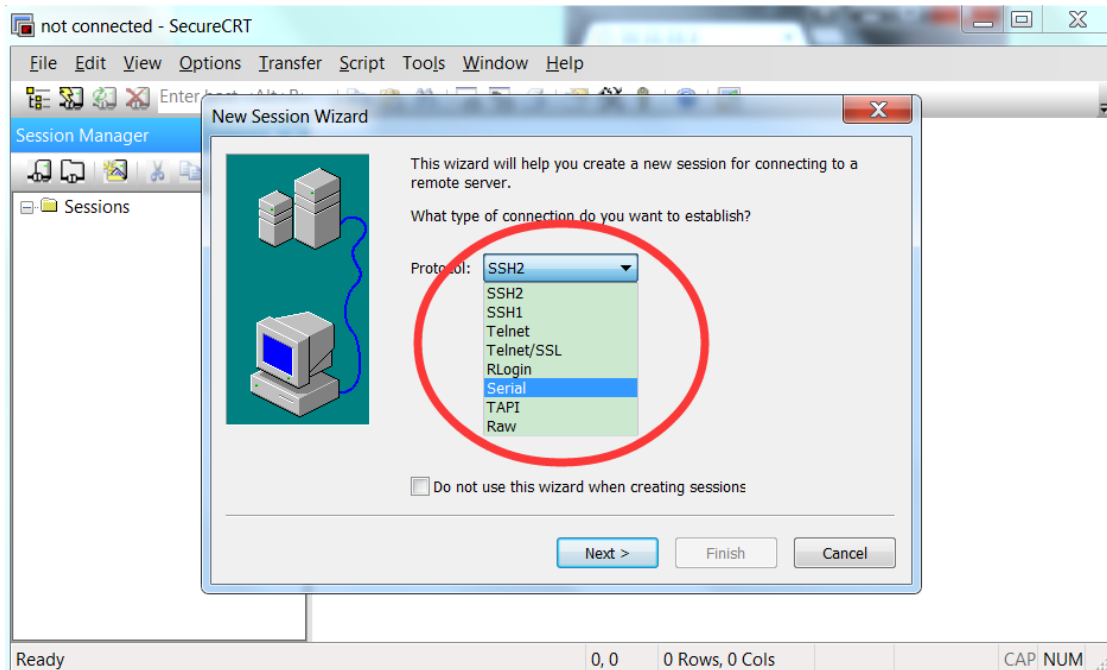 not connected - SecureCRT
File Edit View Options Transfer Script Tools Window Help
Enter
Session Manager
Sessions
New Session Wizard
This wizard will help you create a new session for connecting to a
remote server.
What type of connection do you want to establish?
Protocol: SSH2
SSH2
SSH1
Telnet
Telnet/SSL
RLogin
Serial
TAPI
Raw
Do not use this wizard when creating sessions
Next > Finish Cancel
Ready 0, 0 0 Rows, 0 Cols CAP NUM